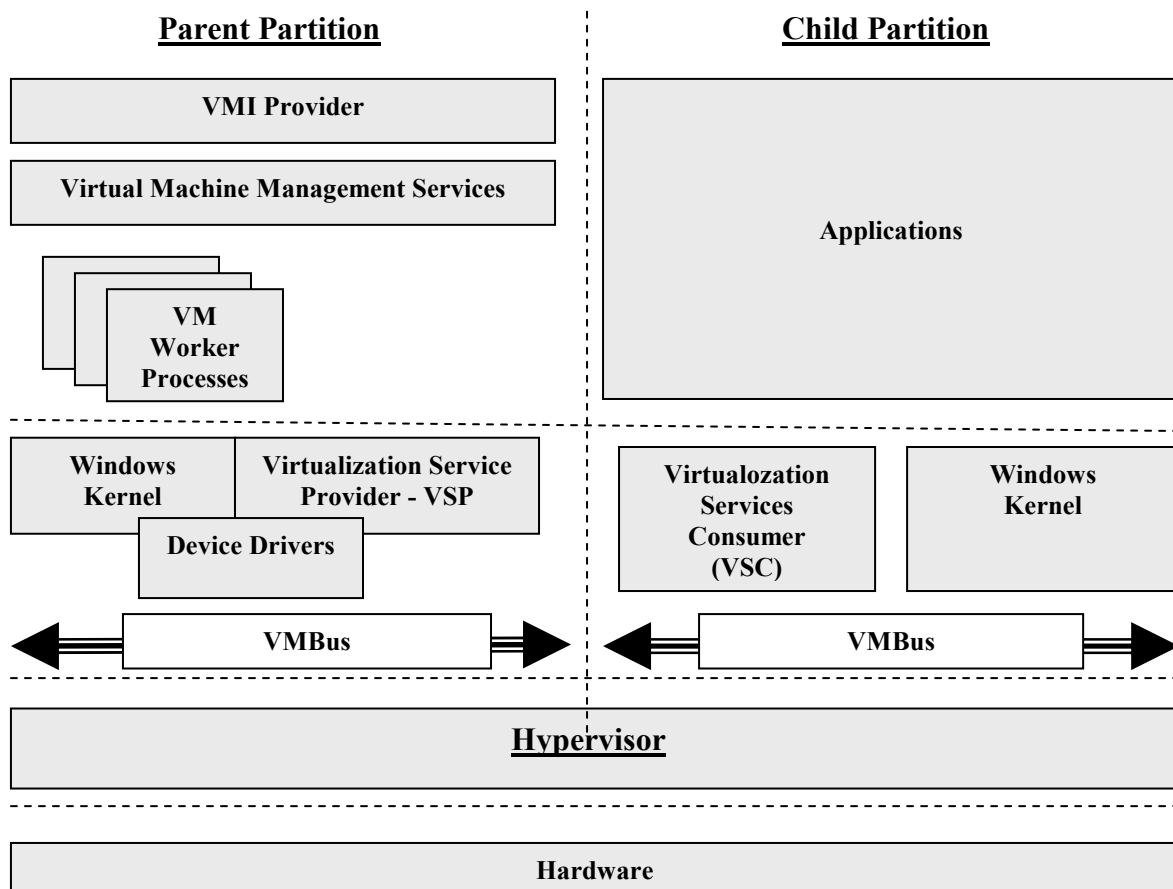 Parent Partition
Child Partition
VMI Provider
Virtual Machine Management Services
Applications
VM
Worker
Processes
Windows
Kernel
Virtualization Service
Provider - VSP
Device Drivers
Virtualozation
Services
Consumer
(VSC)
Windows
Kernel
VMBus
VMBus
Hypervisor
Hardware